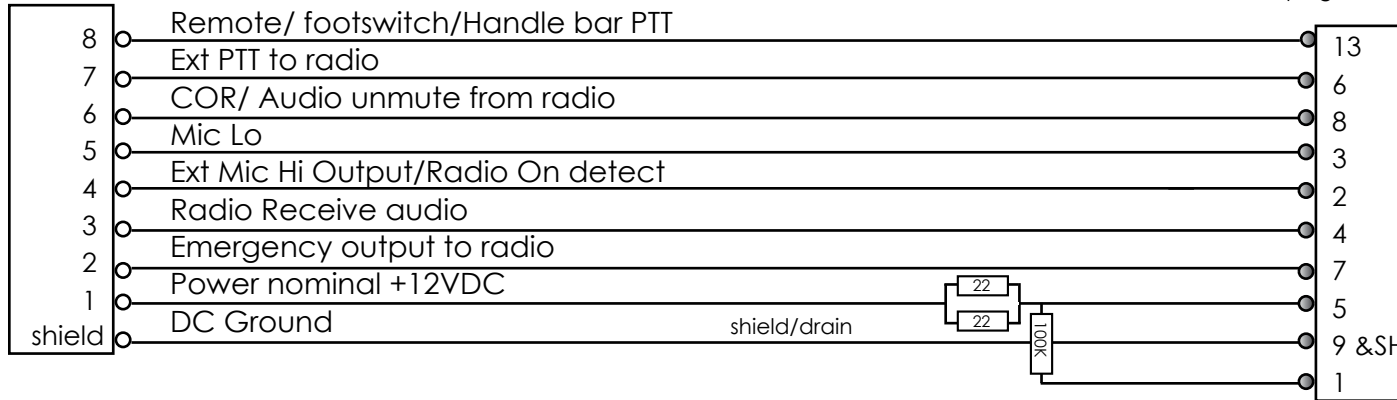 8 Remote/ footswitch/Handle bar PTT 13
7 Ext PTT to radio 6
6 COR/ Audio unmute from radio 8
5 Mic Lo 3
4 Ext Mic Hi Output/Radio On detect 2
3 Radio Receive audio 4
2 Emergency output to radio 7
1 Power nominal +12VDC 22 5
22
shield DC Ground shield/drain 100K 9 &SH
1